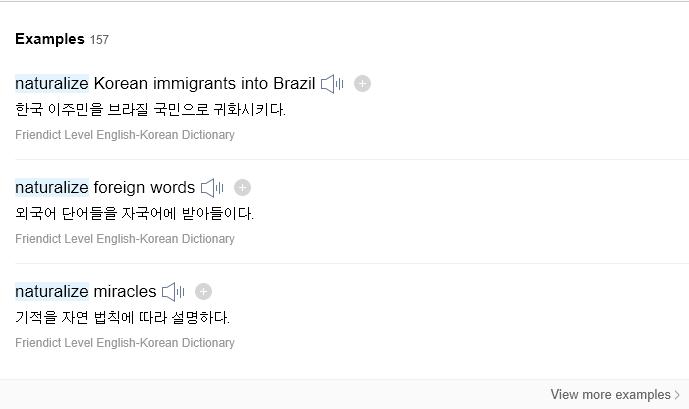 Examples 157
naturalize Korean immigrants into Brazil
한국 이주민을 브라질 국민으로 귀화시키다.
Friendict Level English-Korean Dictionary
naturalize foreign words
외국어 단어들을 자국어에 받아들이다.
Friendict Level English-Korean Dictionary
naturalize miracles
기적을 자연 법칙에 따라 설명하다.
Friendict Level English-Korean Dictionary
View more examples